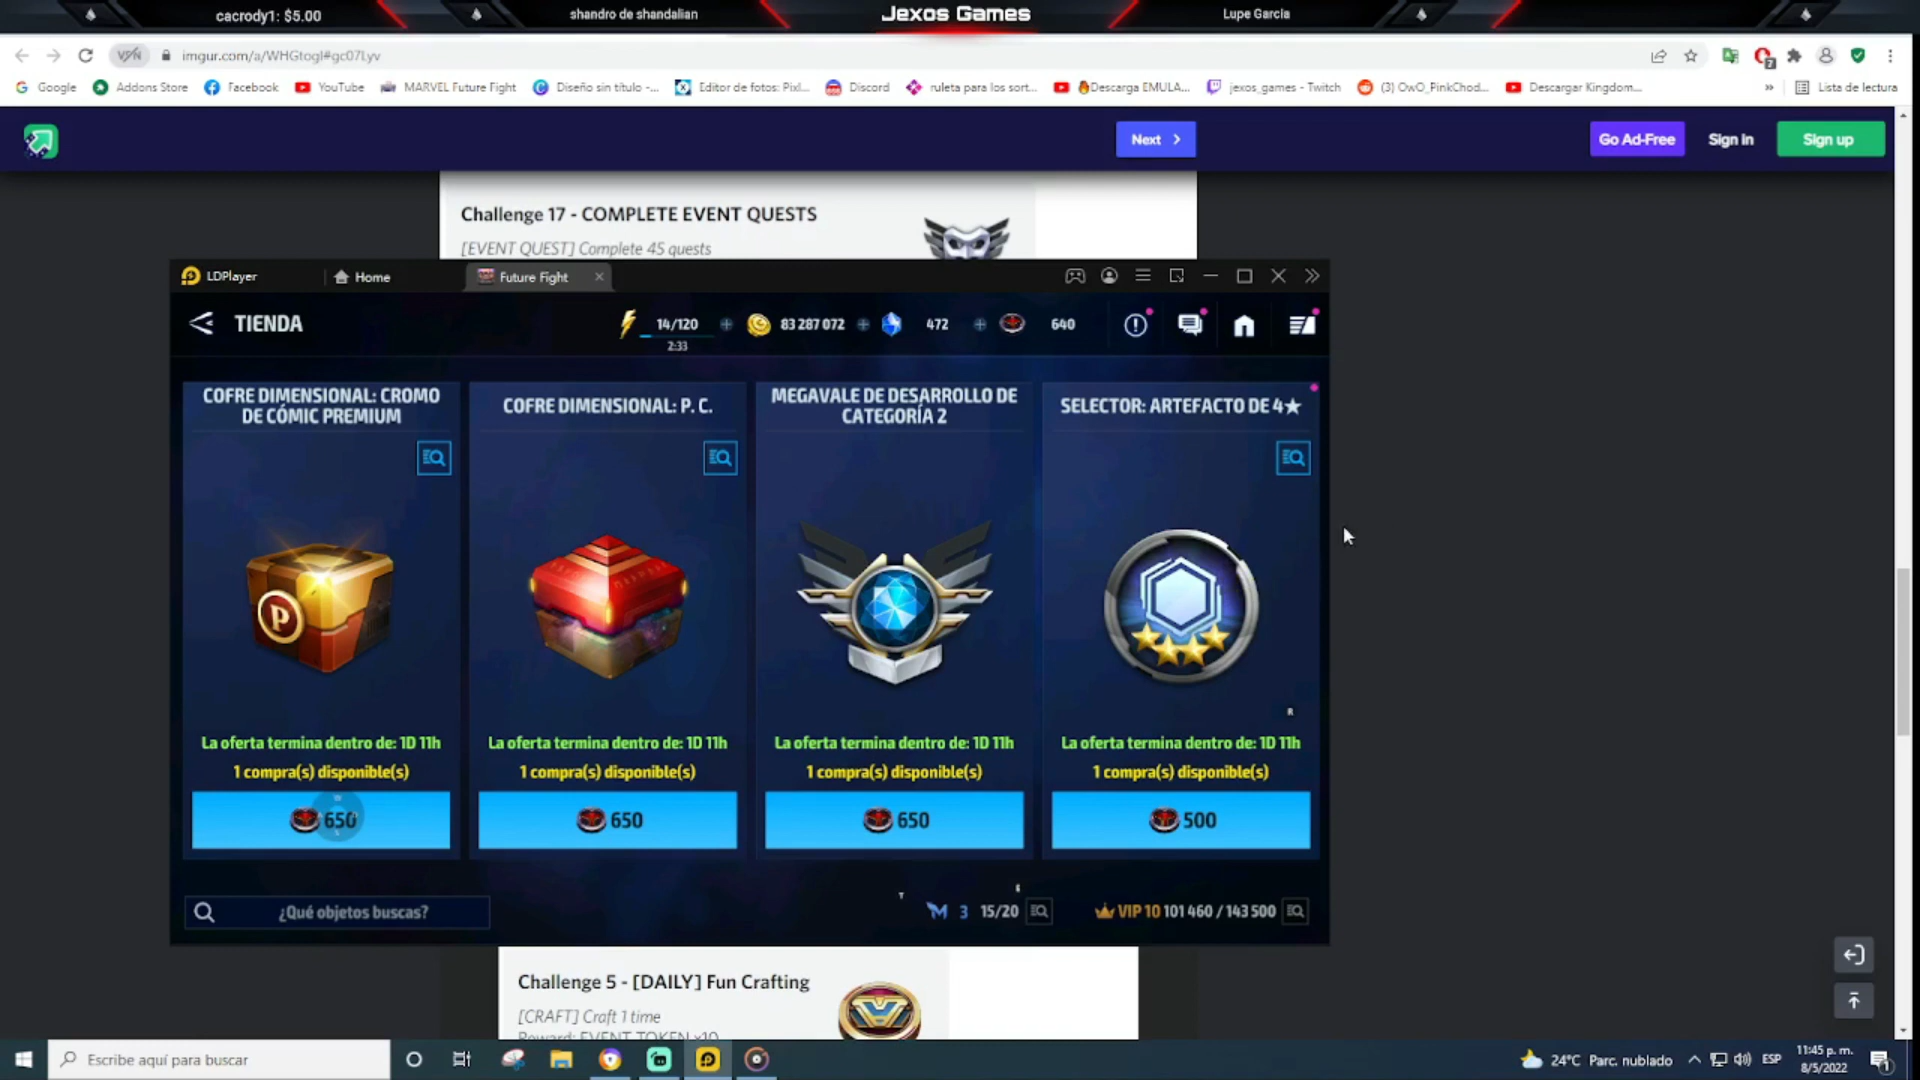 cacrody1: $5.00
shandro de shandalian
Jexos Games
Lupe Garcia
VPN
imgur.com/a/WHGtogI#gc07Lyv
Google
Addons Store
Facebook
YouTube
MARVEL Future Fight
Diseño sin título -...
Editor de fotos: Pixl...
Discord
ruleta para los sort...
Descarga EMULA...
jexos_games - Twitch
(3) OwO_PinkChod...
Descargar Kingdom...
»
Lista de lectura
Next
Go Ad-Free
Sign in
Sign up
Challenge 17 - COMPLETE EVENT QUESTS
[EVENT QUEST] Complete 45 quests
LDPlayer
Home
Future Fight
TIENDA
14/120
2:33
83 287 072
472
640
COFRE DIMENSIONAL: CROMO
DE CÓMIC PREMIUM
COFRE DIMENSIONAL: P. C.
MEGAVALE DE DESARROLLO DE
CATEGORÍA 2
SELECTOR: ARTEFACTO DE 4★
P
R
La oferta termina dentro de: 1D 11h
1 compra(s) disponible(s)
650
La oferta termina dentro de: 1D 11h
1 compra(s) disponible(s)
650
La oferta termina dentro de: 1D 11h
1 compra(s) disponible(s)
650
La oferta termina dentro de: 1D 11h
1 compra(s) disponible(s)
500
¿Qué objetos buscas?
T
M 3 15/20
VIP 10 101 460 / 143 500
Challenge 5 - [DAILY] Fun Crafting
[CRAFT] Craft 1 time
Reward: EVENT TOKEN x10
Escribe aquí para buscar
24°C Parc. nublado
ESP
11:45 p. m.
8/5/2022
1